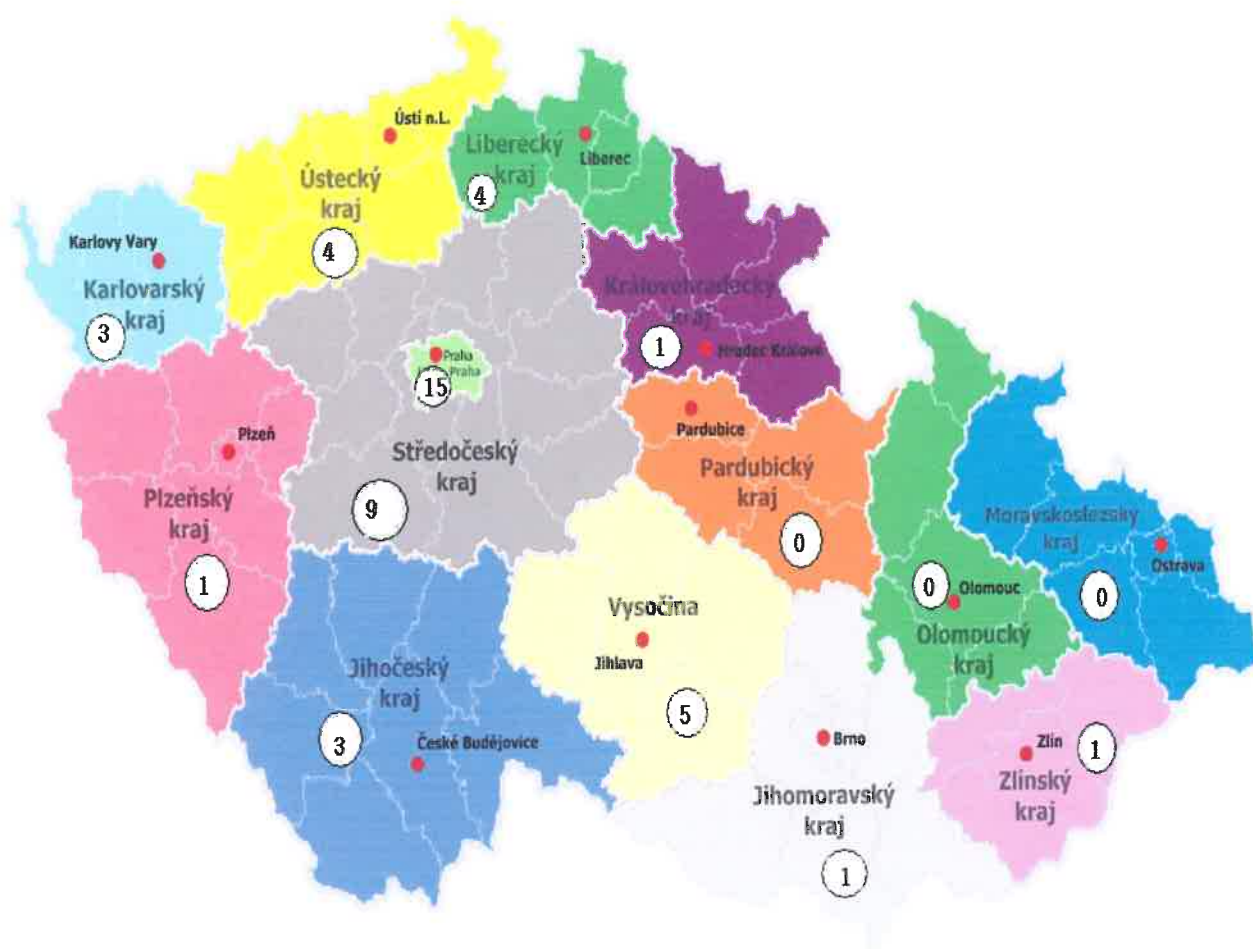 Ústi n.L.
Ústecký
kraj
4
Liberecký
kraj
4
Liberec
Karlovy Vary
Karlovarský
kraj
3
Královéhradecký
kraj
1
Hradec Králové
Praha
Praha
15
Středočeský
kraj
9
Plzeň
Plzeňský
kraj
1
Pardubice
Pardubický
kraj
0
Moravskoslezský
kraj
Ostrava
0
0
Olomouc
Olomoucký
kraj
Vysočina
Jihlava
5
Jihočeský
kraj
3
České Budějovice
Brno
Jihomoravský
kraj
1
Zlín
1
Zlínský
kraj